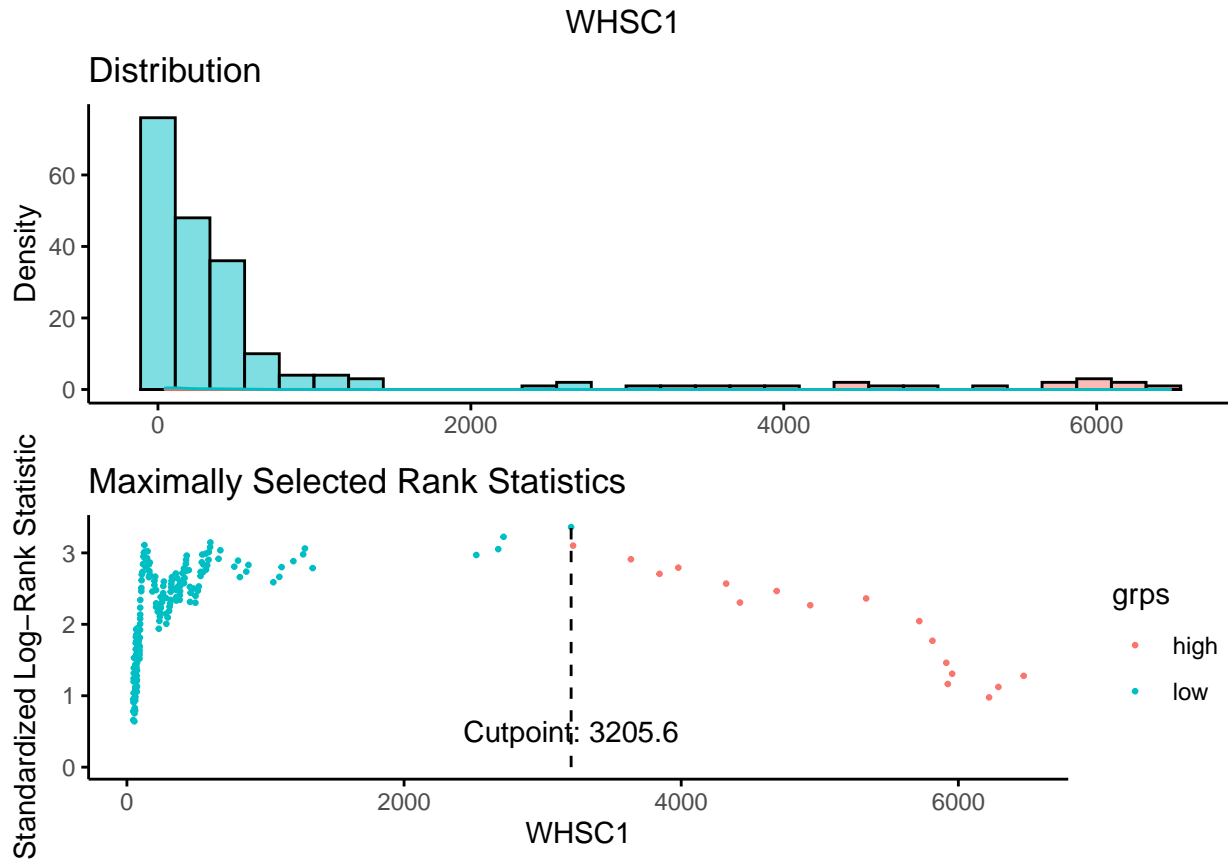 WHSC1
Distribution
Density
60
40
20
0
0 2000 4000 6000
Maximally Selected Rank Statistics
Standardized Log−Rank Statistic
3
2
1
0
Cutpoint: 3205.6
0 2000 4000 6000
WHSC1
grps
high
low